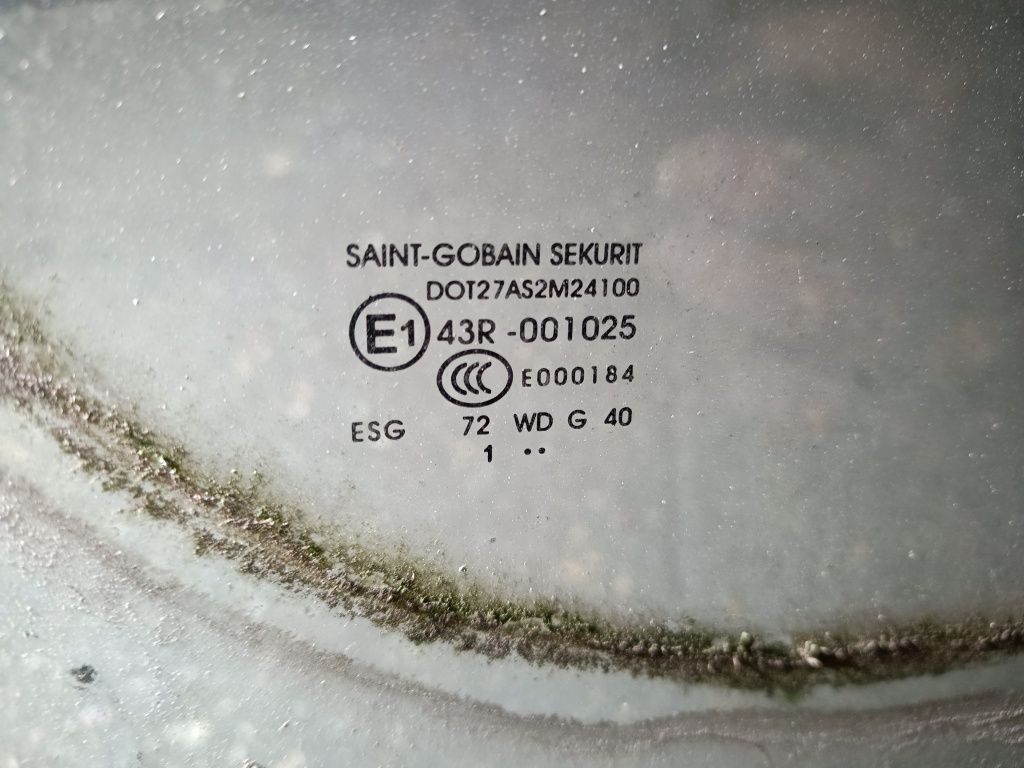 SAINT-GOBAIN SEKURIT
DOT27AS2M24100
E1 43R -001025
CCC E000184
ESG 72 WD G 40
1 ··